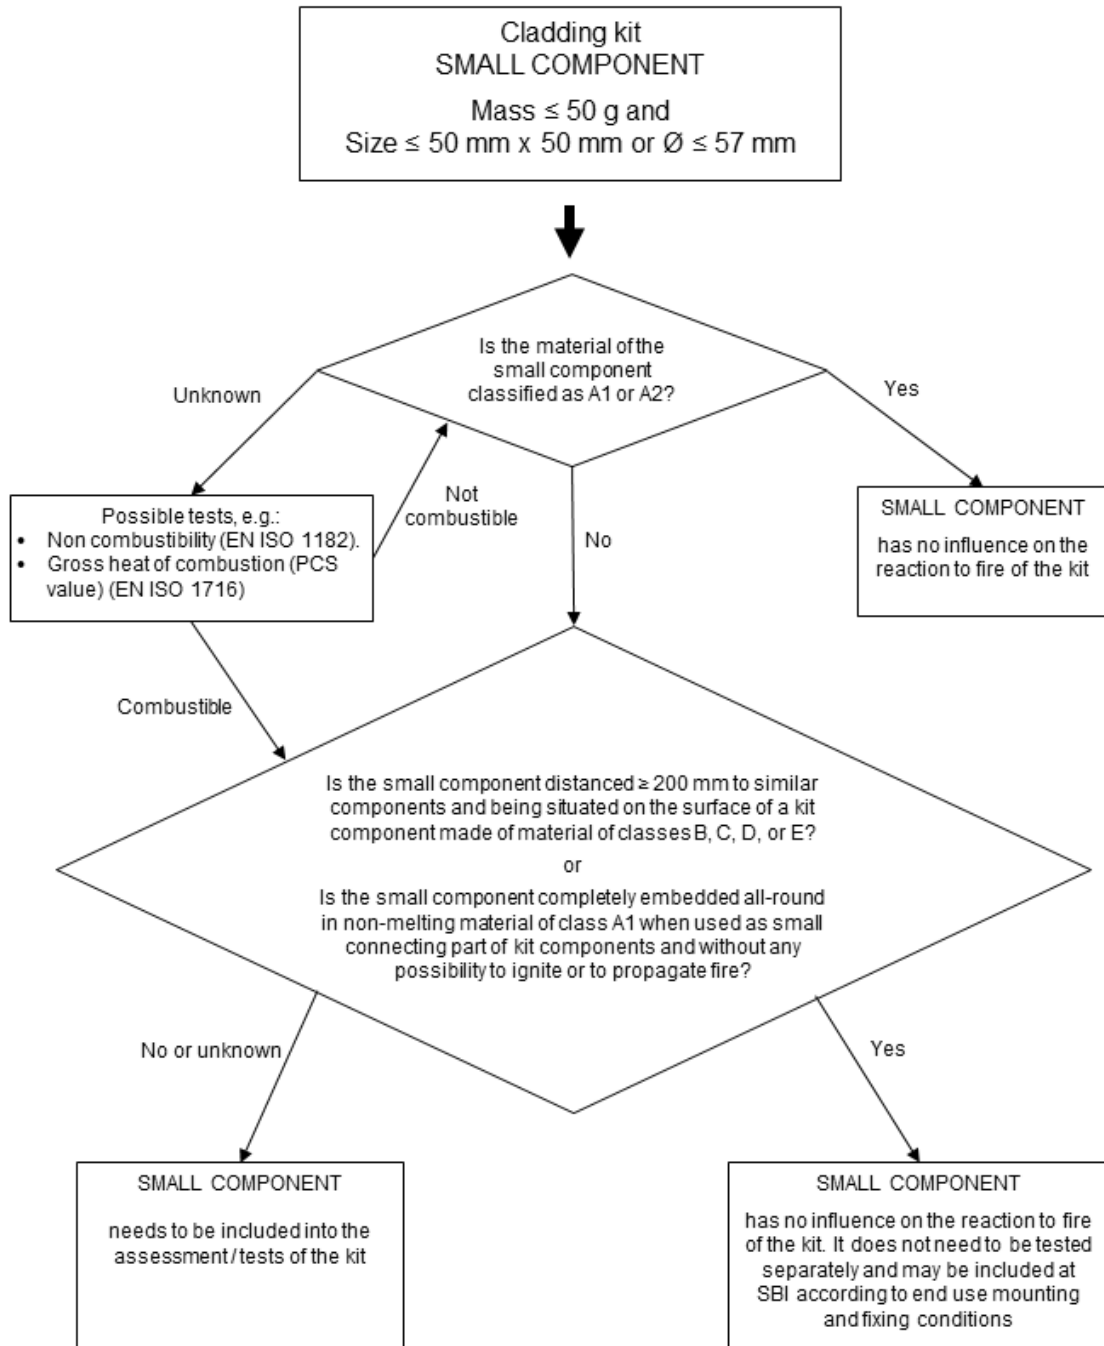 Cladding kit
SMALL COMPONENT
Mass ≤ 50 g and
Size ≤ 50 mm x 50 mm or Ø ≤ 57 mm
Is the material of the
small component
classified as A1 or A2?
Unknown
Yes
Possible tests, e.g.:
• Non combustibility (EN ISO 1182).
• Gross heat of combustion (PCS
value) (EN ISO 1716)
Not
combustible
No
SMALL COMPONENT
has no influence on the
reaction to fire of the kit
Combustible
Is the small component distanced ≥ 200 mm to similar
components and being situated on the surface of a kit
component made of material of classes B, C, D, or E?
or
Is the small component completely embedded all-round
in non-melting material of class A1 when used as small
connecting part of kit components and without any
possibility to ignite or to propagate fire?
No or unknown
Yes
SMALL COMPONENT
needs to be included into the
assessment / tests of the kit
SMALL COMPONENT
has no influence on the reaction to fire
of the kit. It does not need to be tested
separately and may be included at
SBI according to end use mounting
and fixing conditions